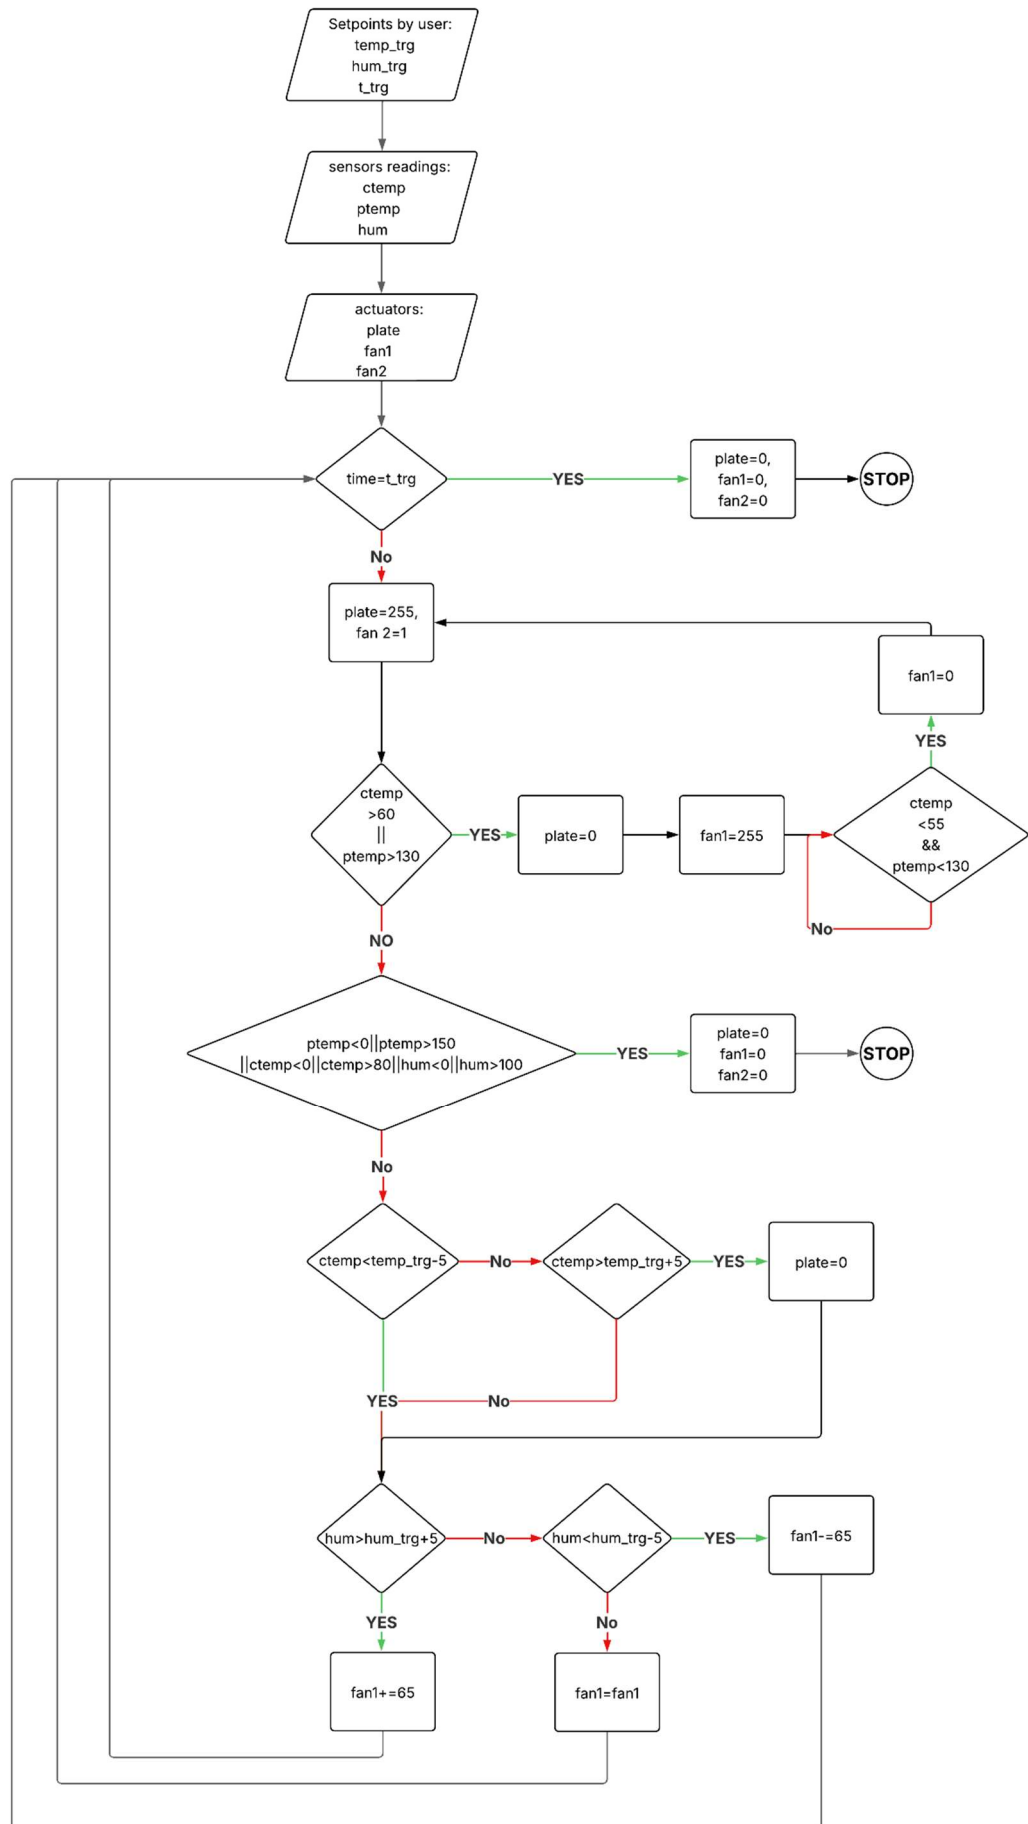 Setpoints by user:
temp_trg
hum_trg
t_trg
sensors readings:
ctemp
ptemp
hum
actuators:
plate
fan1
fan2
time=t_trg
YES
plate=0,
fan1=0,
fan2=0
STOP
No
plate=255,
fan 2=1
fan1=0
YES
ctemp
>60
||
ptemp>130
YES
plate=0
fan1=255
ctemp
<55
&&
ptemp<130
No
NO
ptemp<0||ptemp>150
||ctemp<0||ctemp>80||hum<0||hum>100
YES
plate=0
fan1=0
fan2=0
STOP
No
ctemp<temp_trg-5
No
ctemp>temp_trg+5
YES
plate=0
YES
No
hum>hum_trg+5
No
hum<hum_trg-5
YES
fan1-=65
YES
No
fan1+=65
fan1=fan1